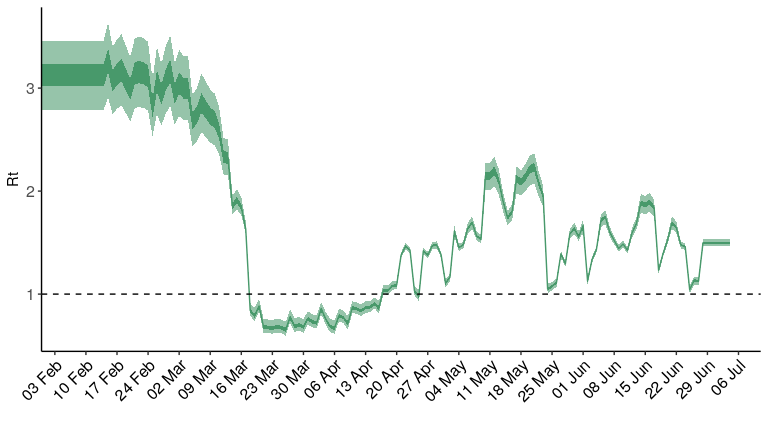 Rt
3
2
1
03 Feb
10 Feb
17 Feb
24 Feb
02 Mar
09 Mar
16 Mar
23 Mar
30 Mar
06 Apr
13 Apr
20 Apr
27 Apr
04 May
11 May
18 May
25 May
01 Jun
08 Jun
15 Jun
22 Jun
29 Jun
06 Jul